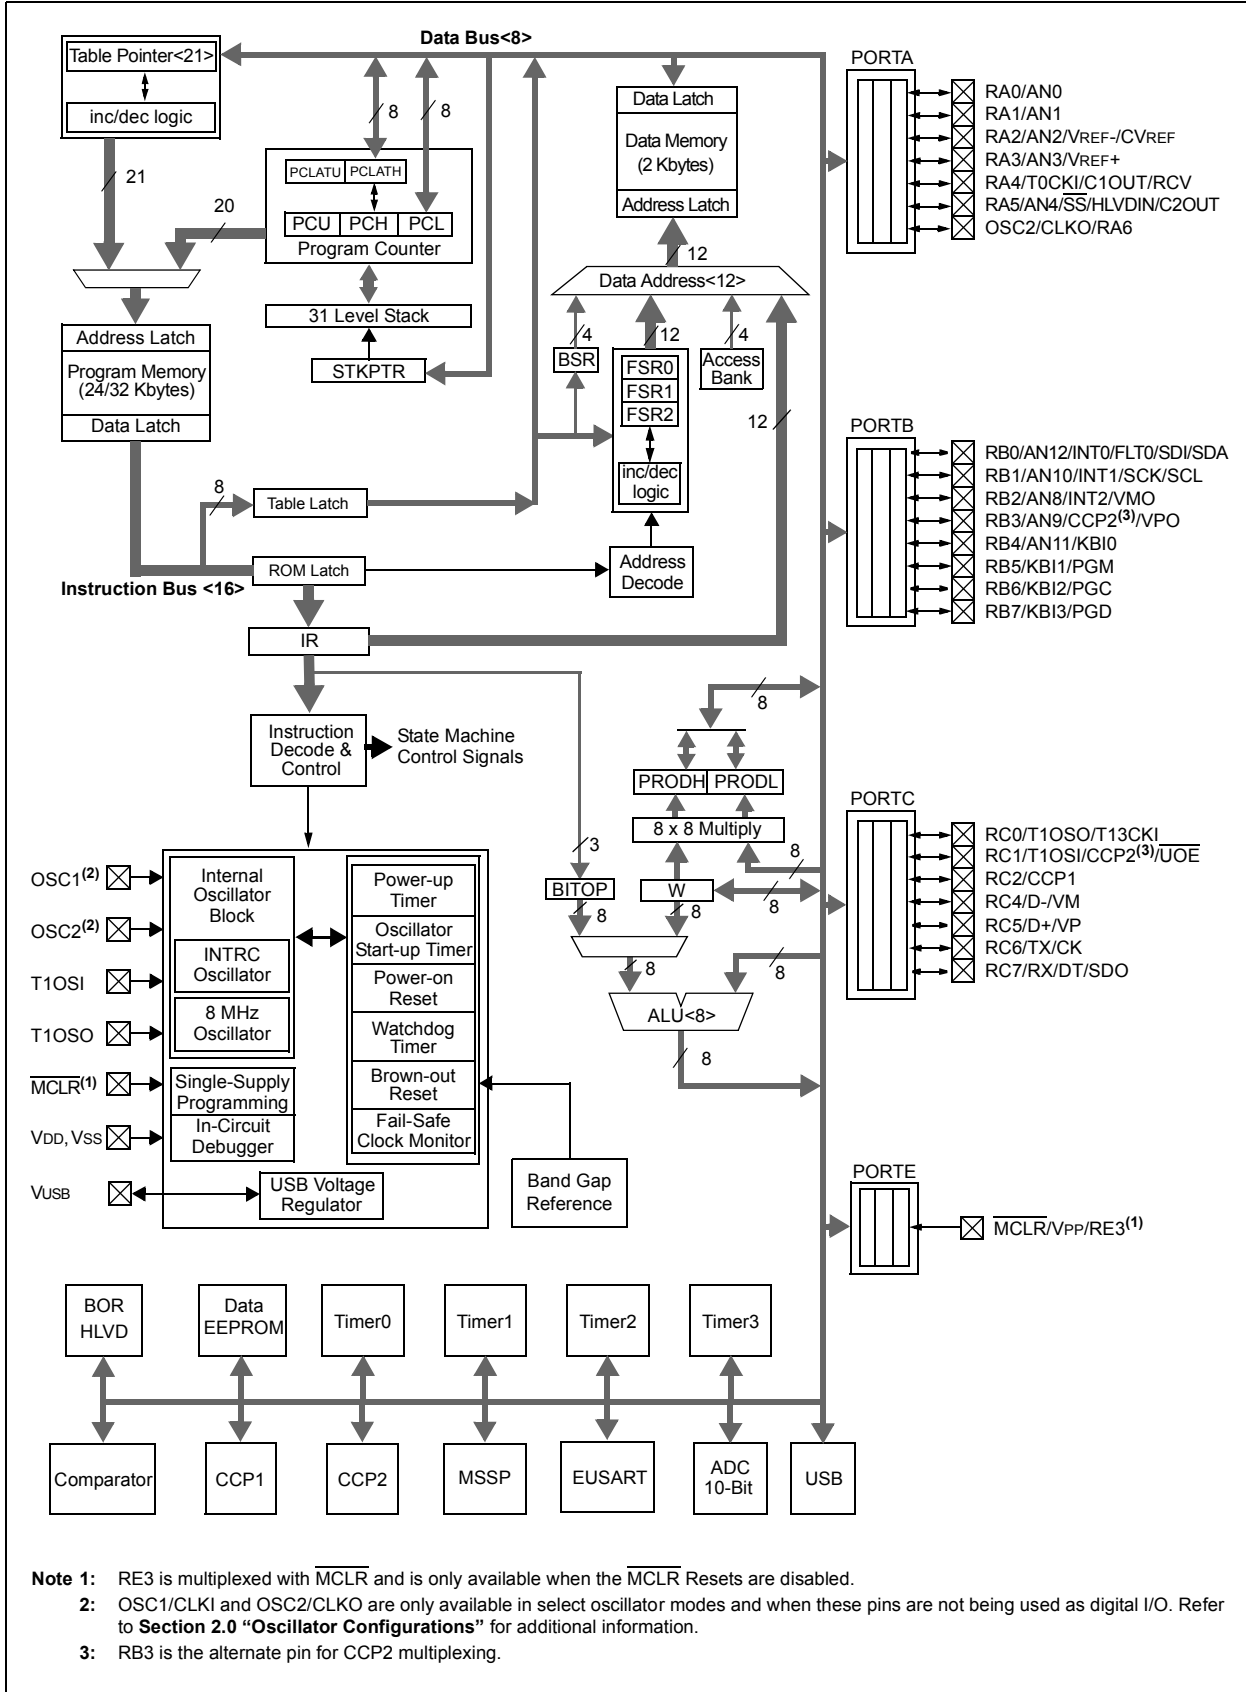 Data Bus<8>
Table Pointer<21>
inc/dec logic
21
20
8
8
PCLATU PCLATH
PCU PCH PCL
Program Counter
31 Level Stack
STKPTR
Address Latch
Program Memory
(24/32 Kbytes)
Data Latch
Data Latch
Data Memory
(2 Kbytes)
Address Latch
12
Data Address<12>
4
12
4
BSR
FSR0
FSR1
FSR2
inc/dec
logic
Access
Bank
12
8
Table Latch
ROM Latch
Instruction Bus <16>
Address
Decode
IR
8
Instruction
Decode &
Control
State Machine
Control Signals
PRODH PRODL
8 x 8 Multiply
3
8
BITOP
W
8
8
8
8
8
ALU<8>
8
OSC1(2)
OSC2(2)
T1OSI
T1OSO
MCLR(1)
VDD, VSS
VUSB
Internal
Oscillator
Block
INTRC
Oscillator
8 MHz
Oscillator
Single-Supply
Programming
In-Circuit
Debugger
USB Voltage
Regulator
Power-up
Timer
Oscillator
Start-up Timer
Power-on
Reset
Watchdog
Timer
Brown-out
Reset
Fail-Safe
Clock Monitor
Band Gap
Reference
PORTA
RA0/AN0
RA1/AN1
RA2/AN2/VREF-/CVREF
RA3/AN3/VREF+
RA4/T0CKI/C1OUT/RCV
RA5/AN4/SS/HLVDIN/C2OUT
OSC2/CLKO/RA6
PORTB
RB0/AN12/INT0/FLT0/SDI/SDA
RB1/AN10/INT1/SCK/SCL
RB2/AN8/INT2/VMO
RB3/AN9/CCP2(3)/VPO
RB4/AN11/KBI0
RB5/KBI1/PGM
RB6/KBI2/PGC
RB7/KBI3/PGD
PORTC
RC0/T1OSO/T13CKI
RC1/T1OSI/CCP2(3)/UOE
RC2/CCP1
RC4/D-/VM
RC5/D+/VP
RC6/TX/CK
RC7/RX/DT/SDO
PORTE
MCLR/VPP/RE3(1)
BOR
HLVD
Data
EEPROM
Timer0
Timer1
Timer2
Timer3
Comparator
CCP1
CCP2
MSSP
EUSART
ADC
10-Bit
USB
Note 1: RE3 is multiplexed with MCLR and is only available when the MCLR Resets are disabled.
2: OSC1/CLKI and OSC2/CLKO are only available in select oscillator modes and when these pins are not being used as digital I/O. Refer
to Section 2.0 “Oscillator Configurations” for additional information.
3: RB3 is the alternate pin for CCP2 multiplexing.